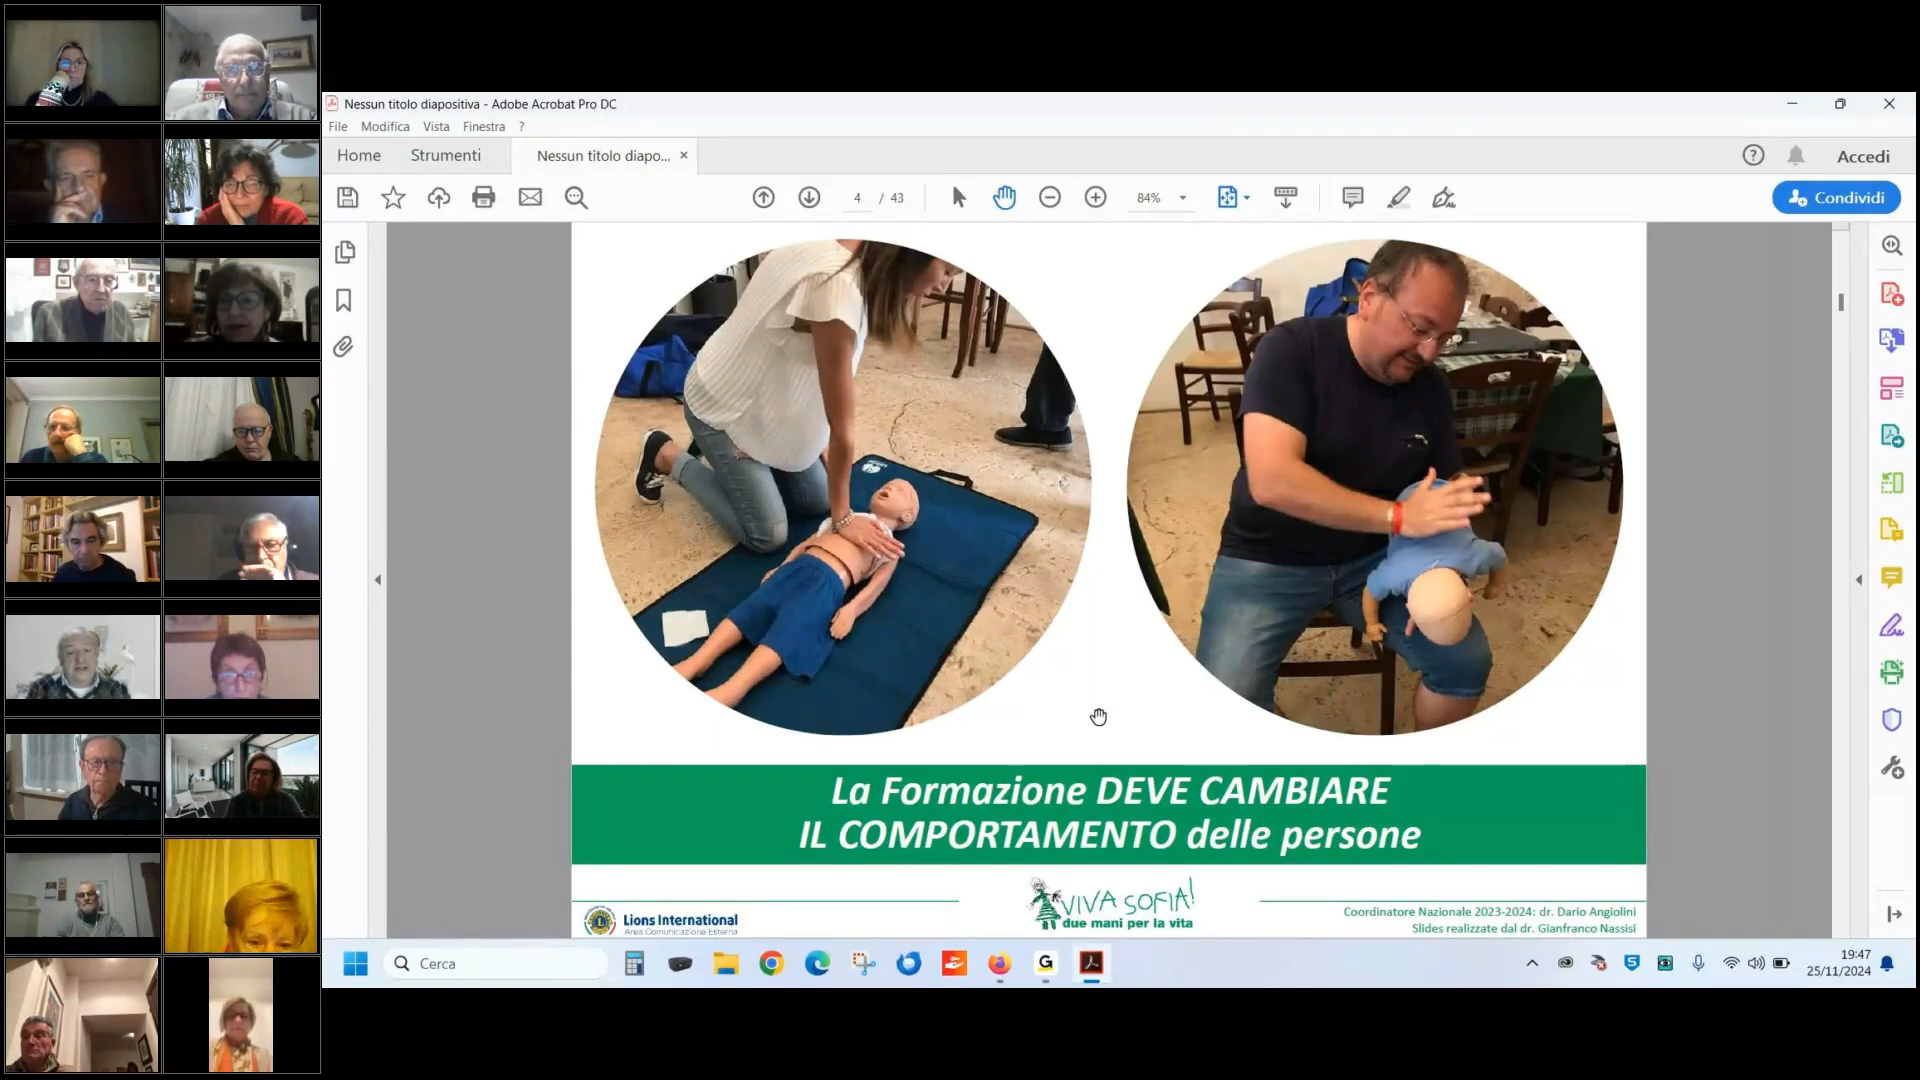 Nessun titolo diapositiva - Adobe Acrobat Pro DC
File Modifica Vista Finestra ?
Home Strumenti Nessun titolo diapo... ×
Accedi
4 / 43
84%
Condividi
La Formazione DEVE CAMBIARE
IL COMPORTAMENTO delle persone
Lions International
Area Comunicazione Esterna
VIVA SOFIA!
due mani per la vita
Coordinatore Nazionale 2023-2024: dr. Dario Angiolini
Slides realizzate dal dr. Gianfranco Nassisi
Cerca
19:47
25/11/2024